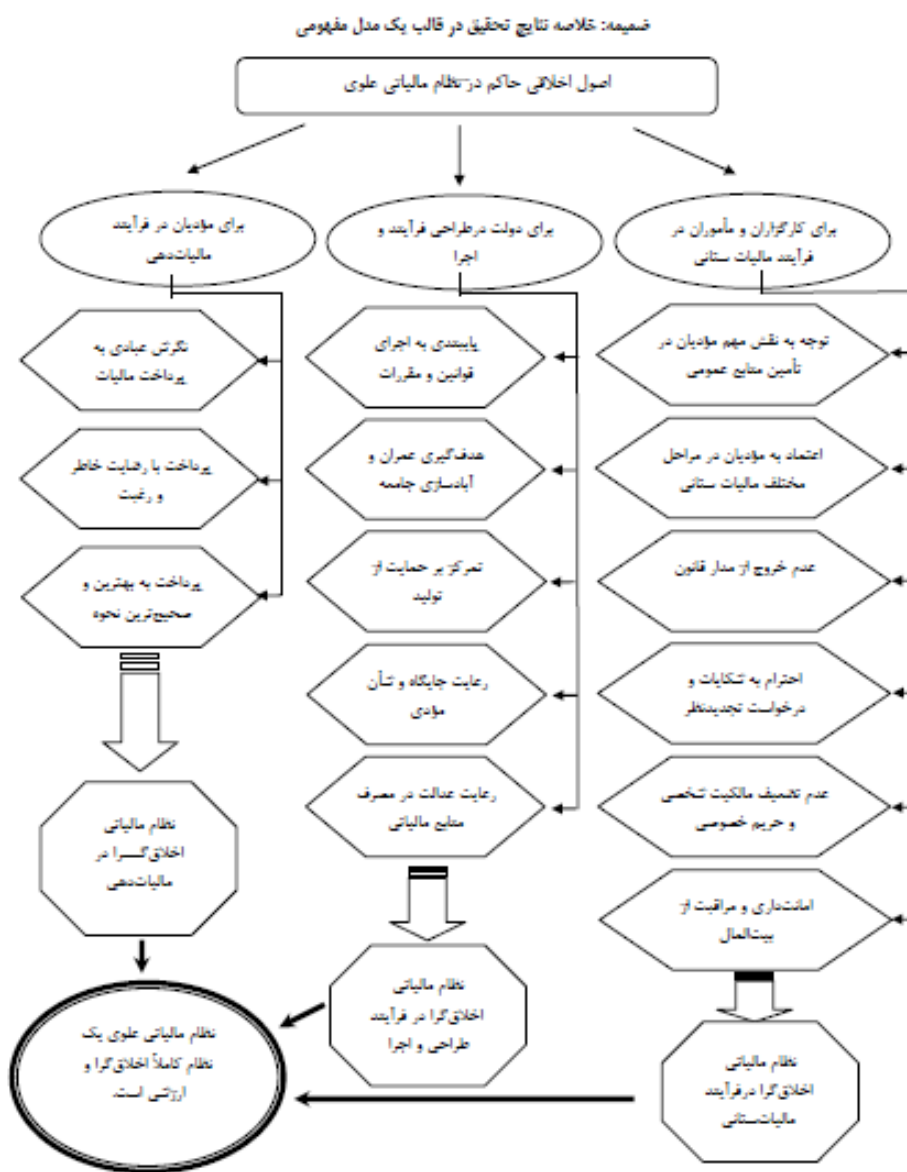 ضمیمه: خلاصه نتایج تحقیق در قالب یک مدل مفهومی
اصول اخلاقی حاکم در نظام مالیاتی علوی
برای کارگزاران و مأموران در
فرآیند مالیات ستانی
توجه به نقش مهم مؤدیان در
تأمین منابع عمومی
اعتماد به مؤدیان در مراحل
مختلف مالیات ستانی
عدم خروج از مدار قانون
احترام به شکایات و
درخواست تجدیدنظر
عدم تضعیف مالکیت شخصی
و حریم خصوصی
امانت‌داری و مراقبت از
بیت‌المال
نظام مالیاتی
اخلاق‌گرا درفرآیند
مالیات‌ستانی
برای دولت درطراحی فرآیند و
اجرا
پایبندی به اجرای
قوانین و مقررات
هدف‌گیری عمران و
آبادسازی جامعه
تمرکز بر حمایت از
تولید
رعایت جایگاه و شأن
مؤدی
رعایت عدالت در مصرف
منابع مالیاتی
نظام مالیاتی
اخلاق‌گرا در فرآیند
طراحی و اجرا
برای مؤدیان در فرآیند
مالیات‌دهی
نگرش عبادی به
پرداخت مالیات
پرداخت با رضایت خاطر
و رغبت
پرداخت به بهترین و
صحیح‌ترین نحوه
نظام مالیاتی
اخلاق‌گـــرا در
مالیات‌دهی
نظام مالیاتی علوی یک
نظام کاملاً اخلاق‌گرا و
ارزشی است.